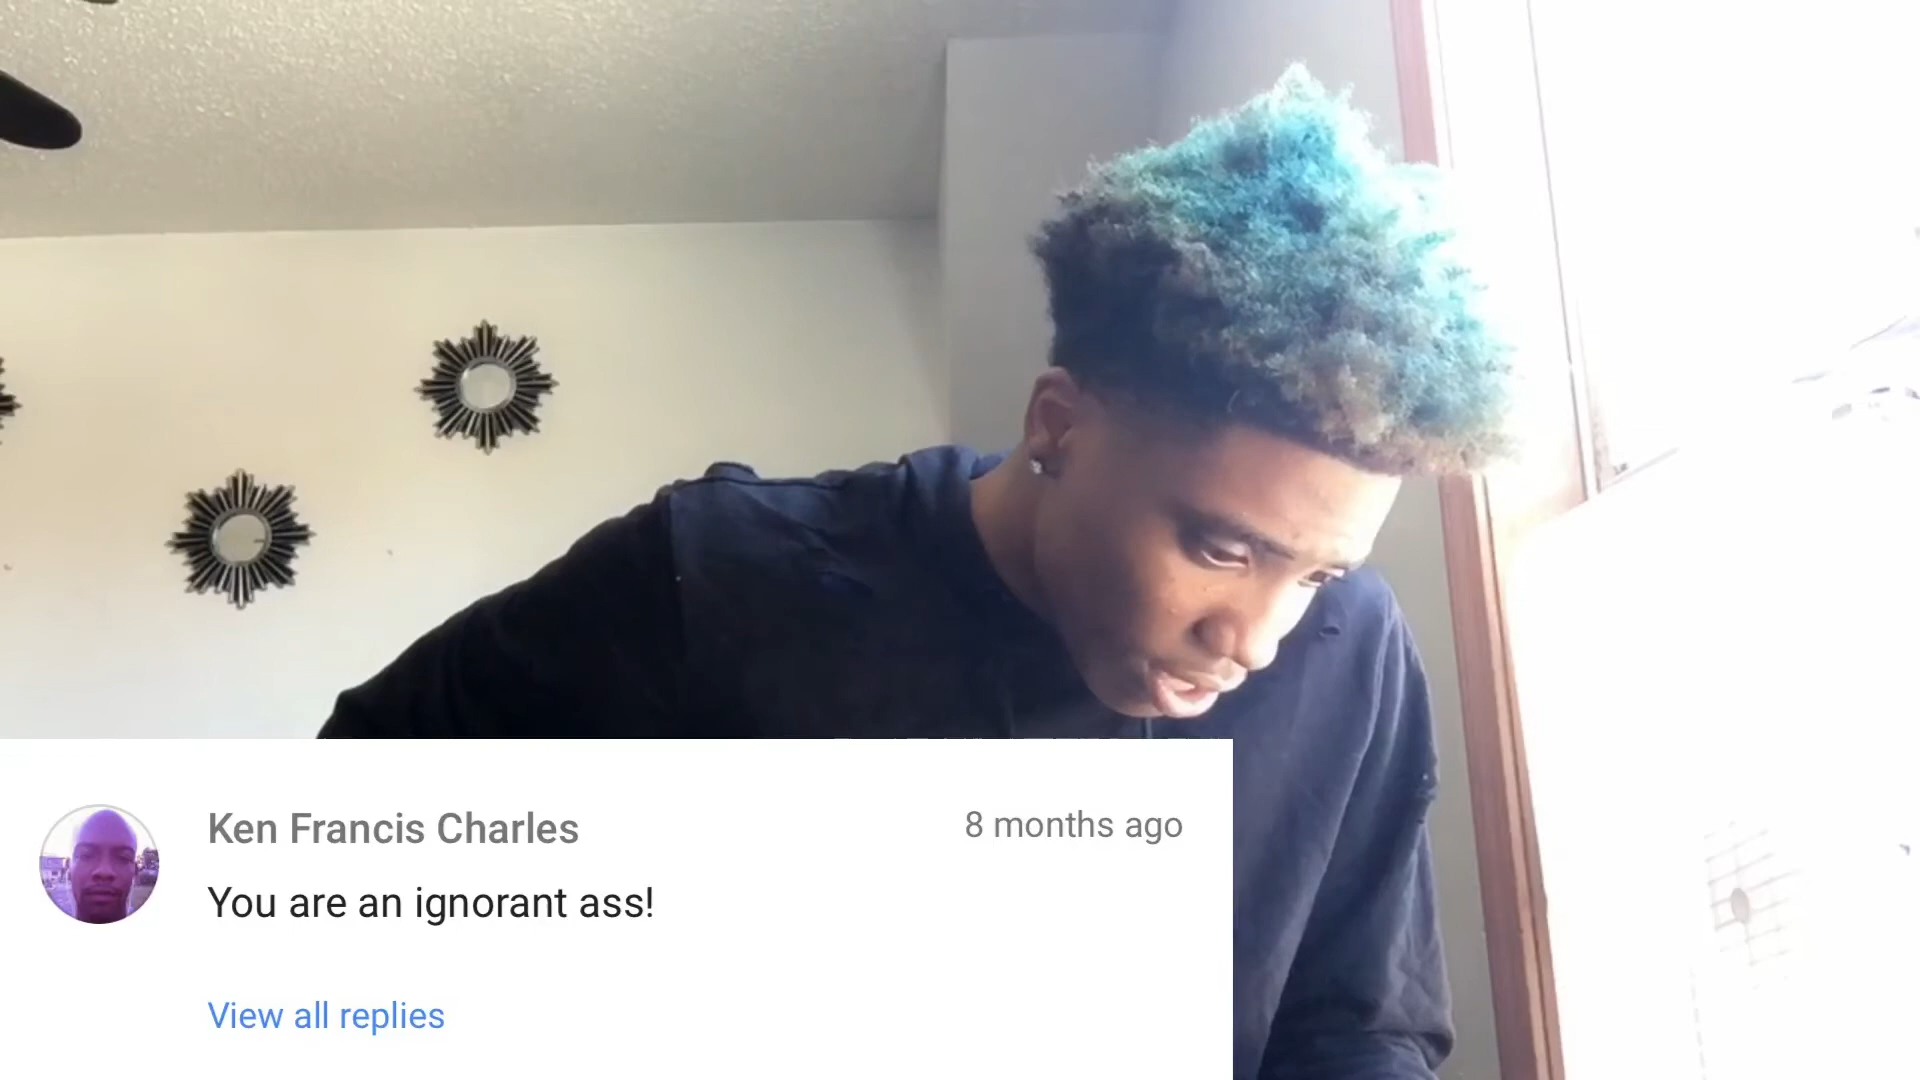 Ken Francis Charles
8 months ago
You are an ignorant ass!
View all replies